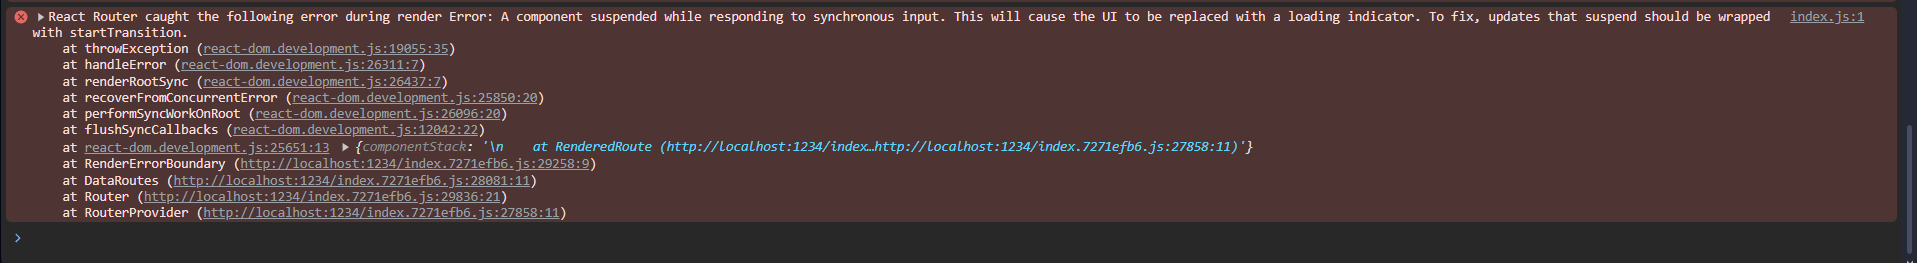 React Router caught the following error during render Error: A component suspended while responding to synchronous input. This will cause the UI to be replaced with a loading indicator. To fix, updates that suspend should be wrapped index.js:1
with startTransition.
at throwException (react-dom.development.js:19055:35)
at handleError (react-dom.development.js:26311:7)
at renderRootSync (react-dom.development.js:26437:7)
at recoverFromConcurrentError (react-dom.development.js:25850:20)
at performSyncWorkOnRoot (react-dom.development.js:26096:20)
at flushSyncCallbacks (react-dom.development.js:12042:22)
at react-dom.development.js:25651:13 {componentStack: '\n    at RenderedRoute (http://localhost:1234/index…http://localhost:1234/index.7271efb6.js:27858:11)'}
at RenderErrorBoundary (http://localhost:1234/index.7271efb6.js:29258:9)
at DataRoutes (http://localhost:1234/index.7271efb6.js:28081:11)
at Router (http://localhost:1234/index.7271efb6.js:29836:21)
at RouterProvider (http://localhost:1234/index.7271efb6.js:27858:11)